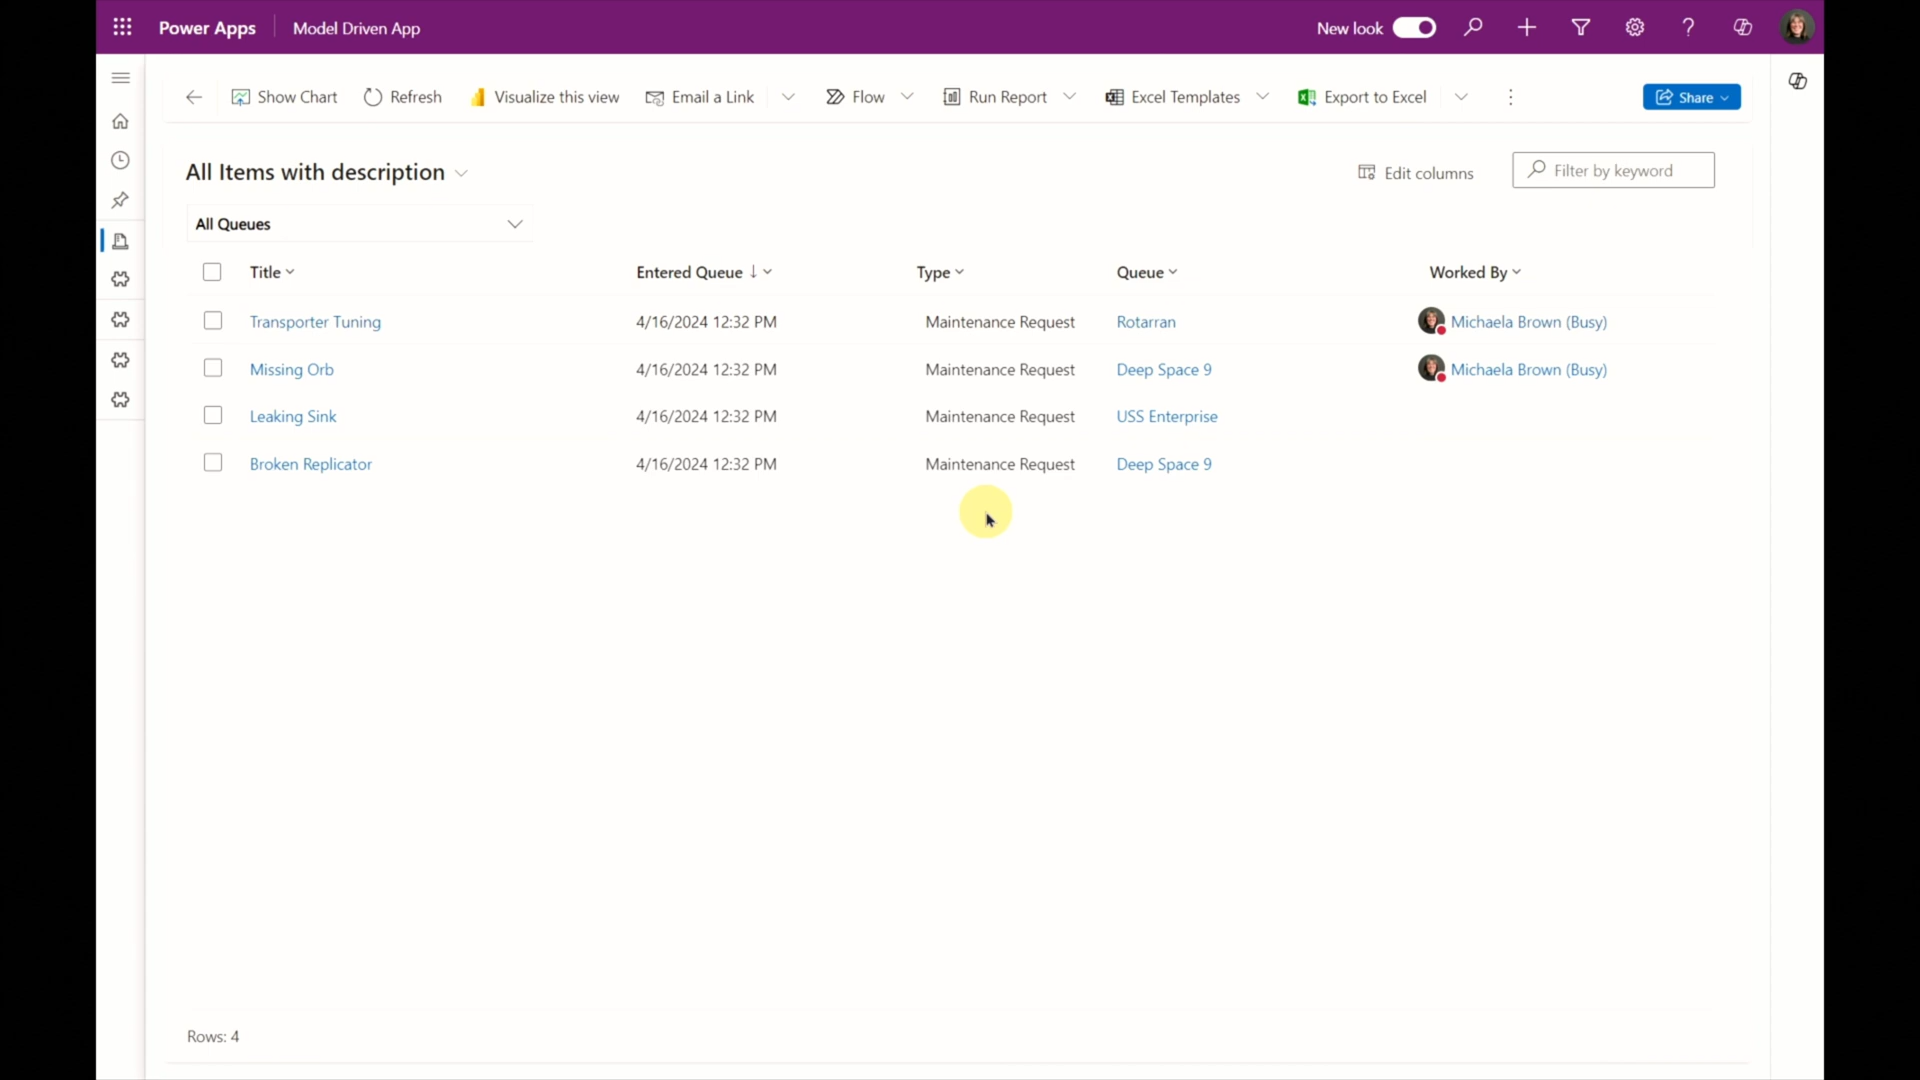 Power Apps Model Driven App New look
Show Chart Refresh Visualize this view Email a Link Flow Run Report Excel Templates Export to Excel Share
All Items with description Edit columns Filter by keyword
All Queues
Title Entered Queue Type Queue Worked By
Transporter Tuning 4/16/2024 12:32 PM Maintenance Request Rotarran Michaela Brown (Busy)
Missing Orb 4/16/2024 12:32 PM Maintenance Request Deep Space 9 Michaela Brown (Busy)
Leaking Sink 4/16/2024 12:32 PM Maintenance Request USS Enterprise
Broken Replicator 4/16/2024 12:32 PM Maintenance Request Deep Space 9
Rows: 4